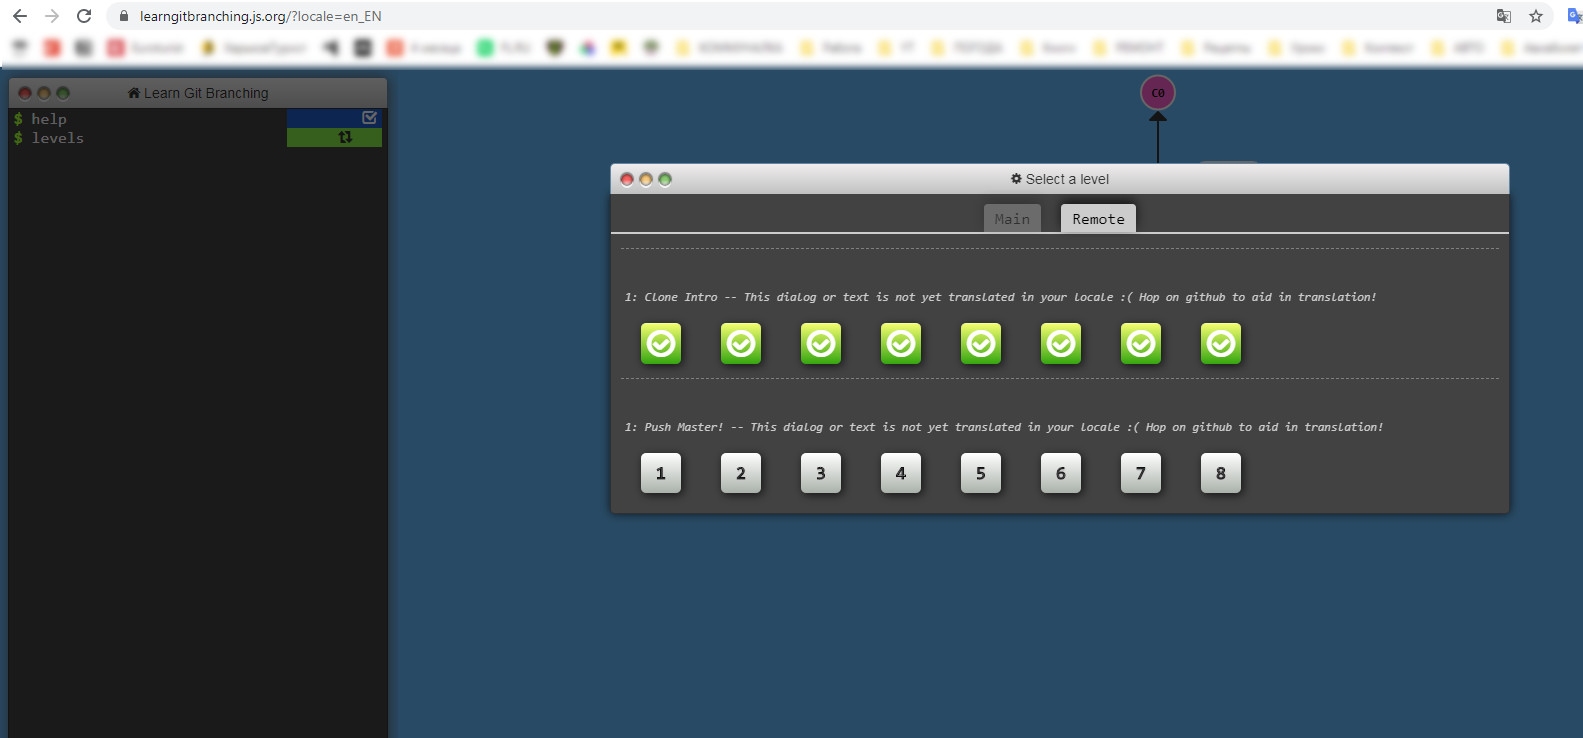 learngitbranching.js.org/?locale=en_EN
Learn Git Branching
$ help
$ levels
C0
Select a level
Main Remote
1: Clone Intro -- This dialog or text is not yet translated in your locale :( Hop on github to aid in translation!
1: Push Master! -- This dialog or text is not yet translated in your locale :( Hop on github to aid in translation!
1 2 3 4 5 6 7 8